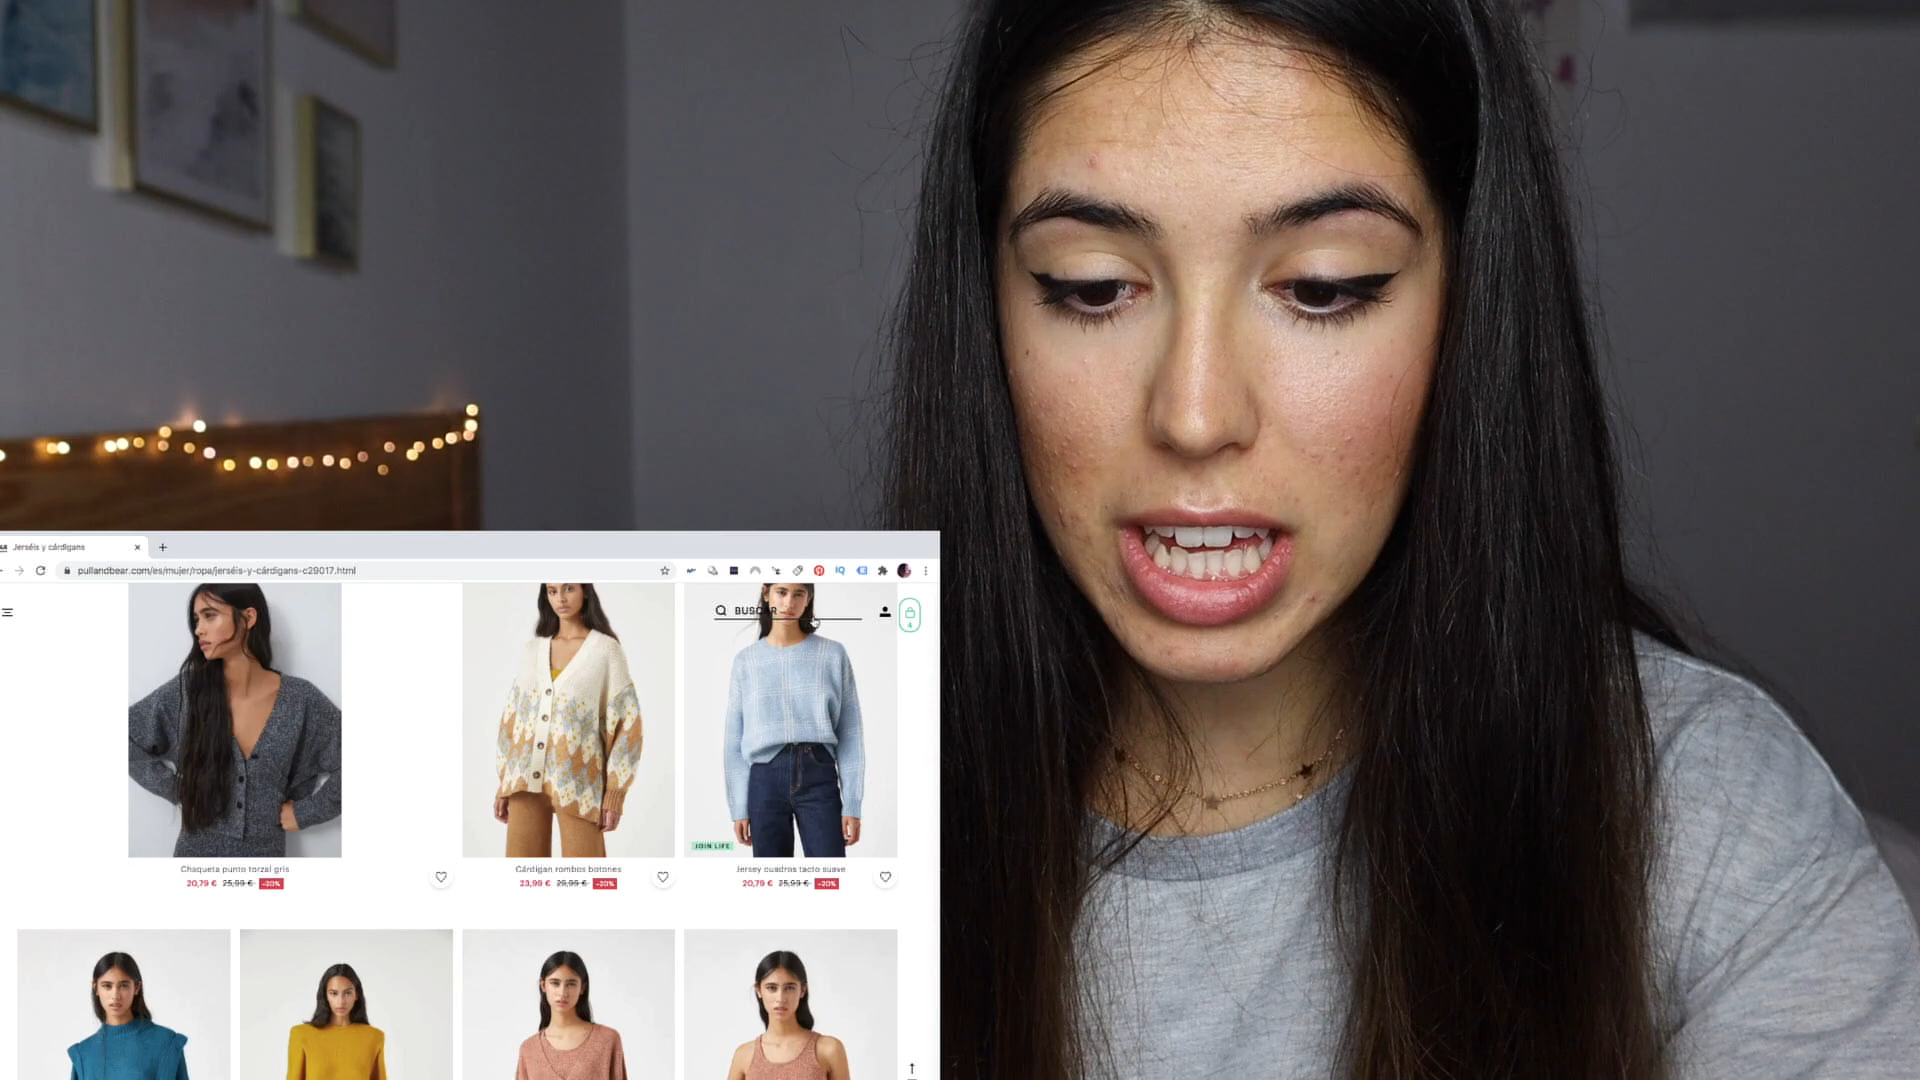 Jerséis y cárdigans
pullandbear.com/es/mujer/ropa/jerséis-y-cárdigans-c29017.html
BUSCAR
4
JOIN LIFE
Chaqueta punto torzal gris
20,79 € 25,99 € -20%
Cárdigan rombos botones
23,99 € 29,99 € -20%
Jersey cuadros tacto suave
20,79 € 25,99 € -20%